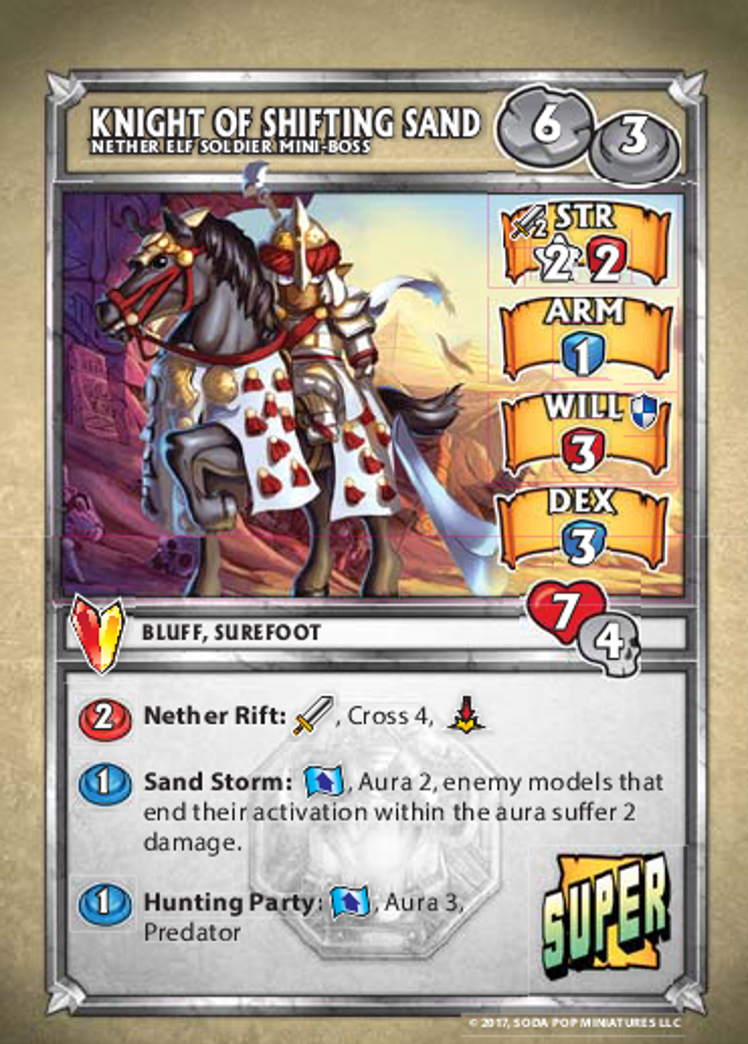 KNIGHT OF SHIFTING SAND
NETHER ELF SOLDIER MINI-BOSS
6
3
2 STR
2 2
ARM
1
WILL
3
DEX
3
BLUFF, SUREFOOT
7
4
2 Nether Rift: , Cross 4,
1 Sand Storm: , Aura 2, enemy models that
end their activation within the aura suffer 2
damage.
1 Hunting Party: , Aura 3,
Predator
SUPER
© 2017, SODA POP MINIATURES LLC